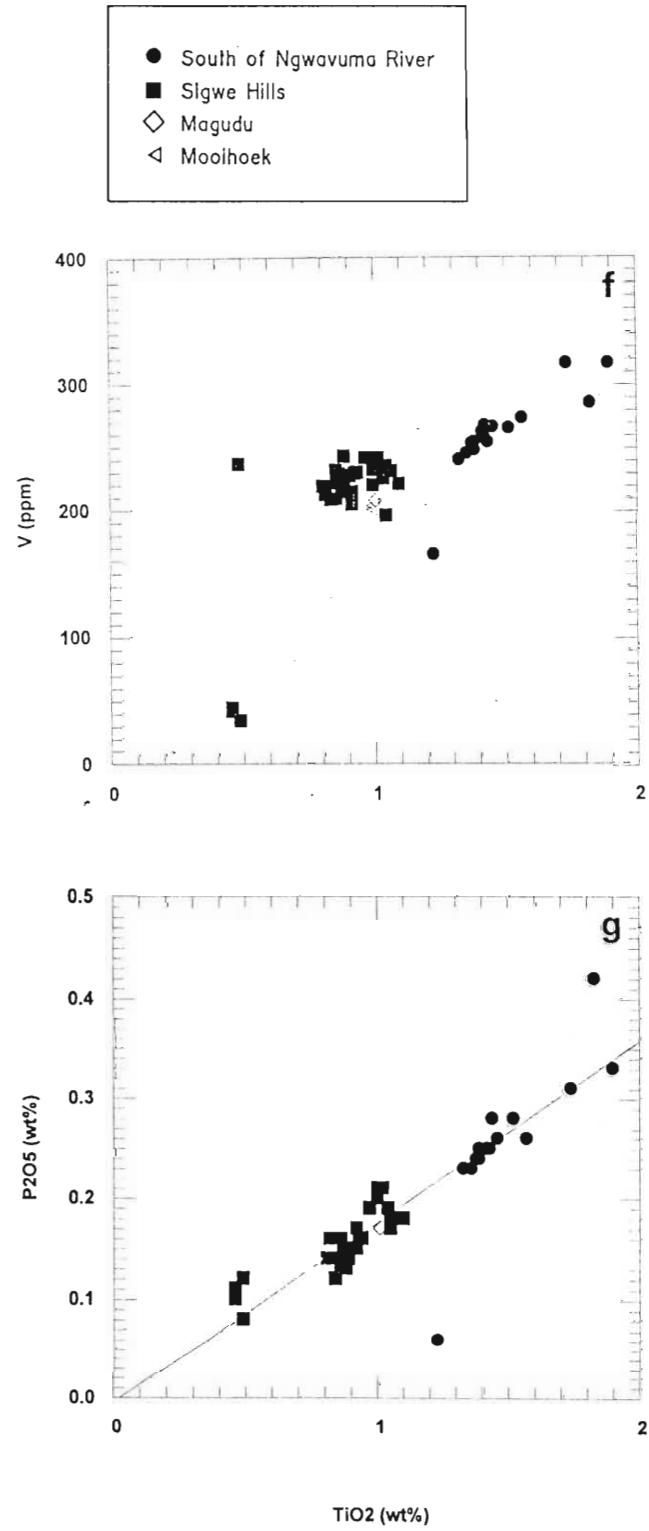 South of Ngwavuma River
Sigwe Hills
Magudu
Mooihoek
f
400
300
200
100
0
V (ppm)
0 1 2
g
0.5
0.4
0.3
0.2
0.1
0.0
P2O5 (wt%)
0 1 2
TiO2 (wt%)